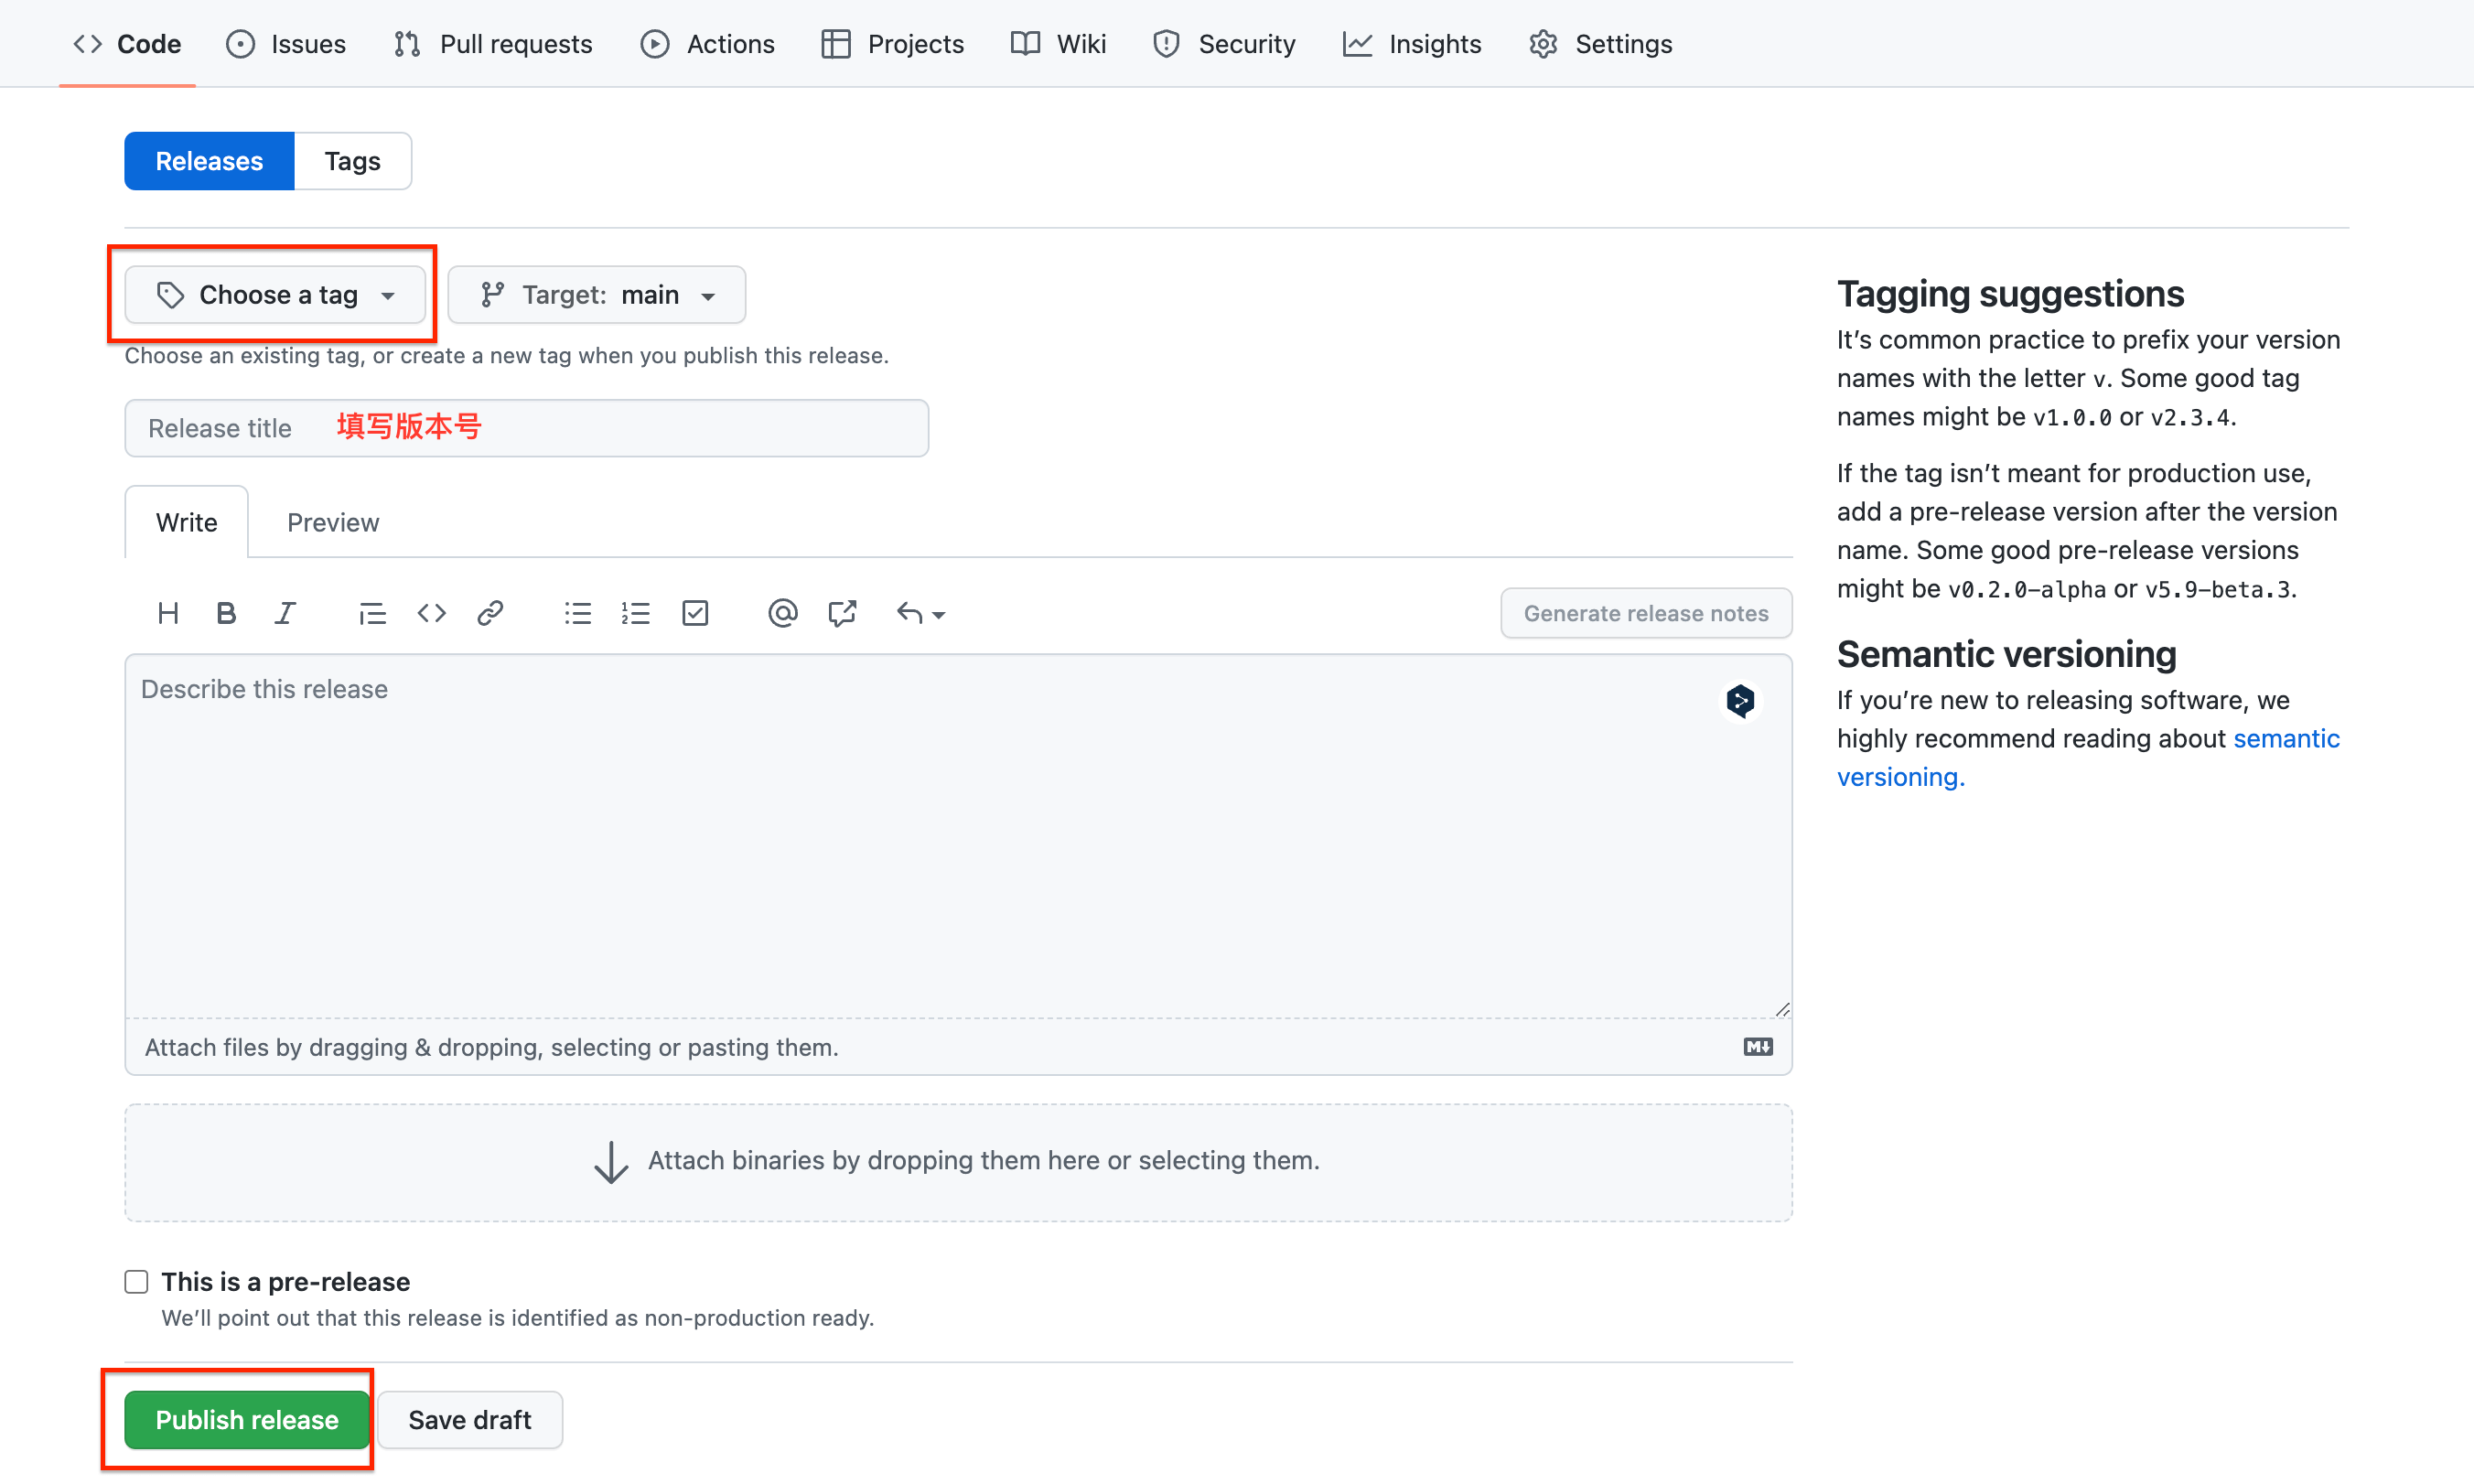 Code Issues Pull requests Actions Projects Wiki Security Insights Settings
Releases Tags
Choose a tag Target: main
Choose an existing tag, or create a new tag when you publish this release.
Release title 填写版本号
Write Preview
H B I Generate release notes
Describe this release
Attach files by dragging & dropping, selecting or pasting them.
Attach binaries by dropping them here or selecting them.
This is a pre-release
We’ll point out that this release is identified as non-production ready.
Publish release Save draft
Tagging suggestions
It’s common practice to prefix your version
names with the letter v. Some good tag
names might be v1.0.0 or v2.3.4.
If the tag isn’t meant for production use,
add a pre-release version after the version
name. Some good pre-release versions
might be v0.2.0-alpha or v5.9-beta.3.
Semantic versioning
If you’re new to releasing software, we
highly recommend reading about semantic
versioning.